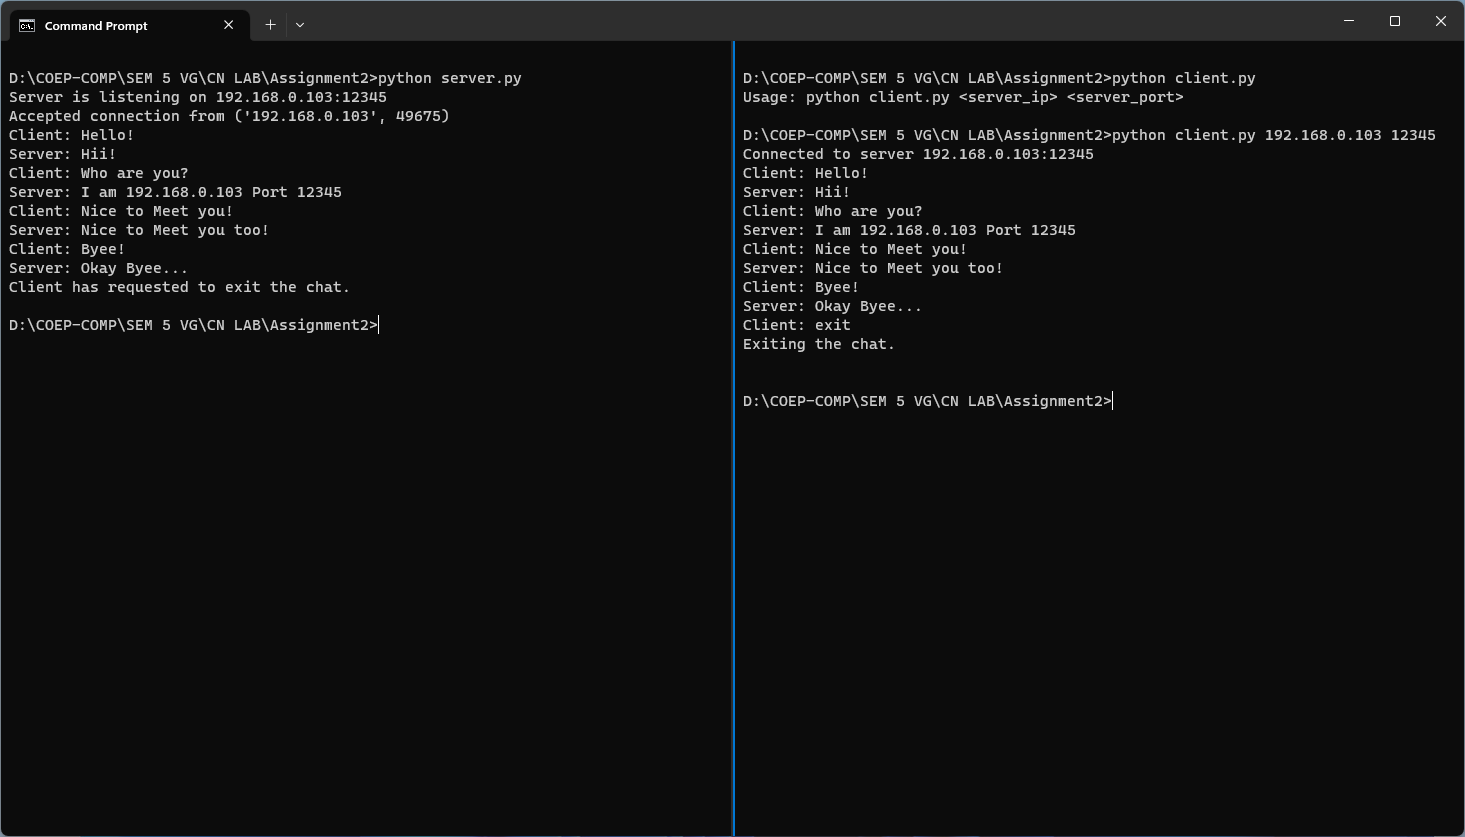 Command Prompt
D:\COEP-COMP\SEM 5 VG\CN LAB\Assignment2>python server.py
Server is listening on 192.168.0.103:12345
Accepted connection from ('192.168.0.103', 49675)
Client: Hello!
Server: Hii!
Client: Who are you?
Server: I am 192.168.0.103 Port 12345
Client: Nice to Meet you!
Server: Nice to Meet you too!
Client: Byee!
Server: Okay Byee...
Client has requested to exit the chat.
D:\COEP-COMP\SEM 5 VG\CN LAB\Assignment2>
D:\COEP-COMP\SEM 5 VG\CN LAB\Assignment2>python client.py
Usage: python client.py <server_ip> <server_port>
D:\COEP-COMP\SEM 5 VG\CN LAB\Assignment2>python client.py 192.168.0.103 12345
Connected to server 192.168.0.103:12345
Client: Hello!
Server: Hii!
Client: Who are you?
Server: I am 192.168.0.103 Port 12345
Client: Nice to Meet you!
Server: Nice to Meet you too!
Client: Byee!
Server: Okay Byee...
Client: exit
Exiting the chat.
D:\COEP-COMP\SEM 5 VG\CN LAB\Assignment2>